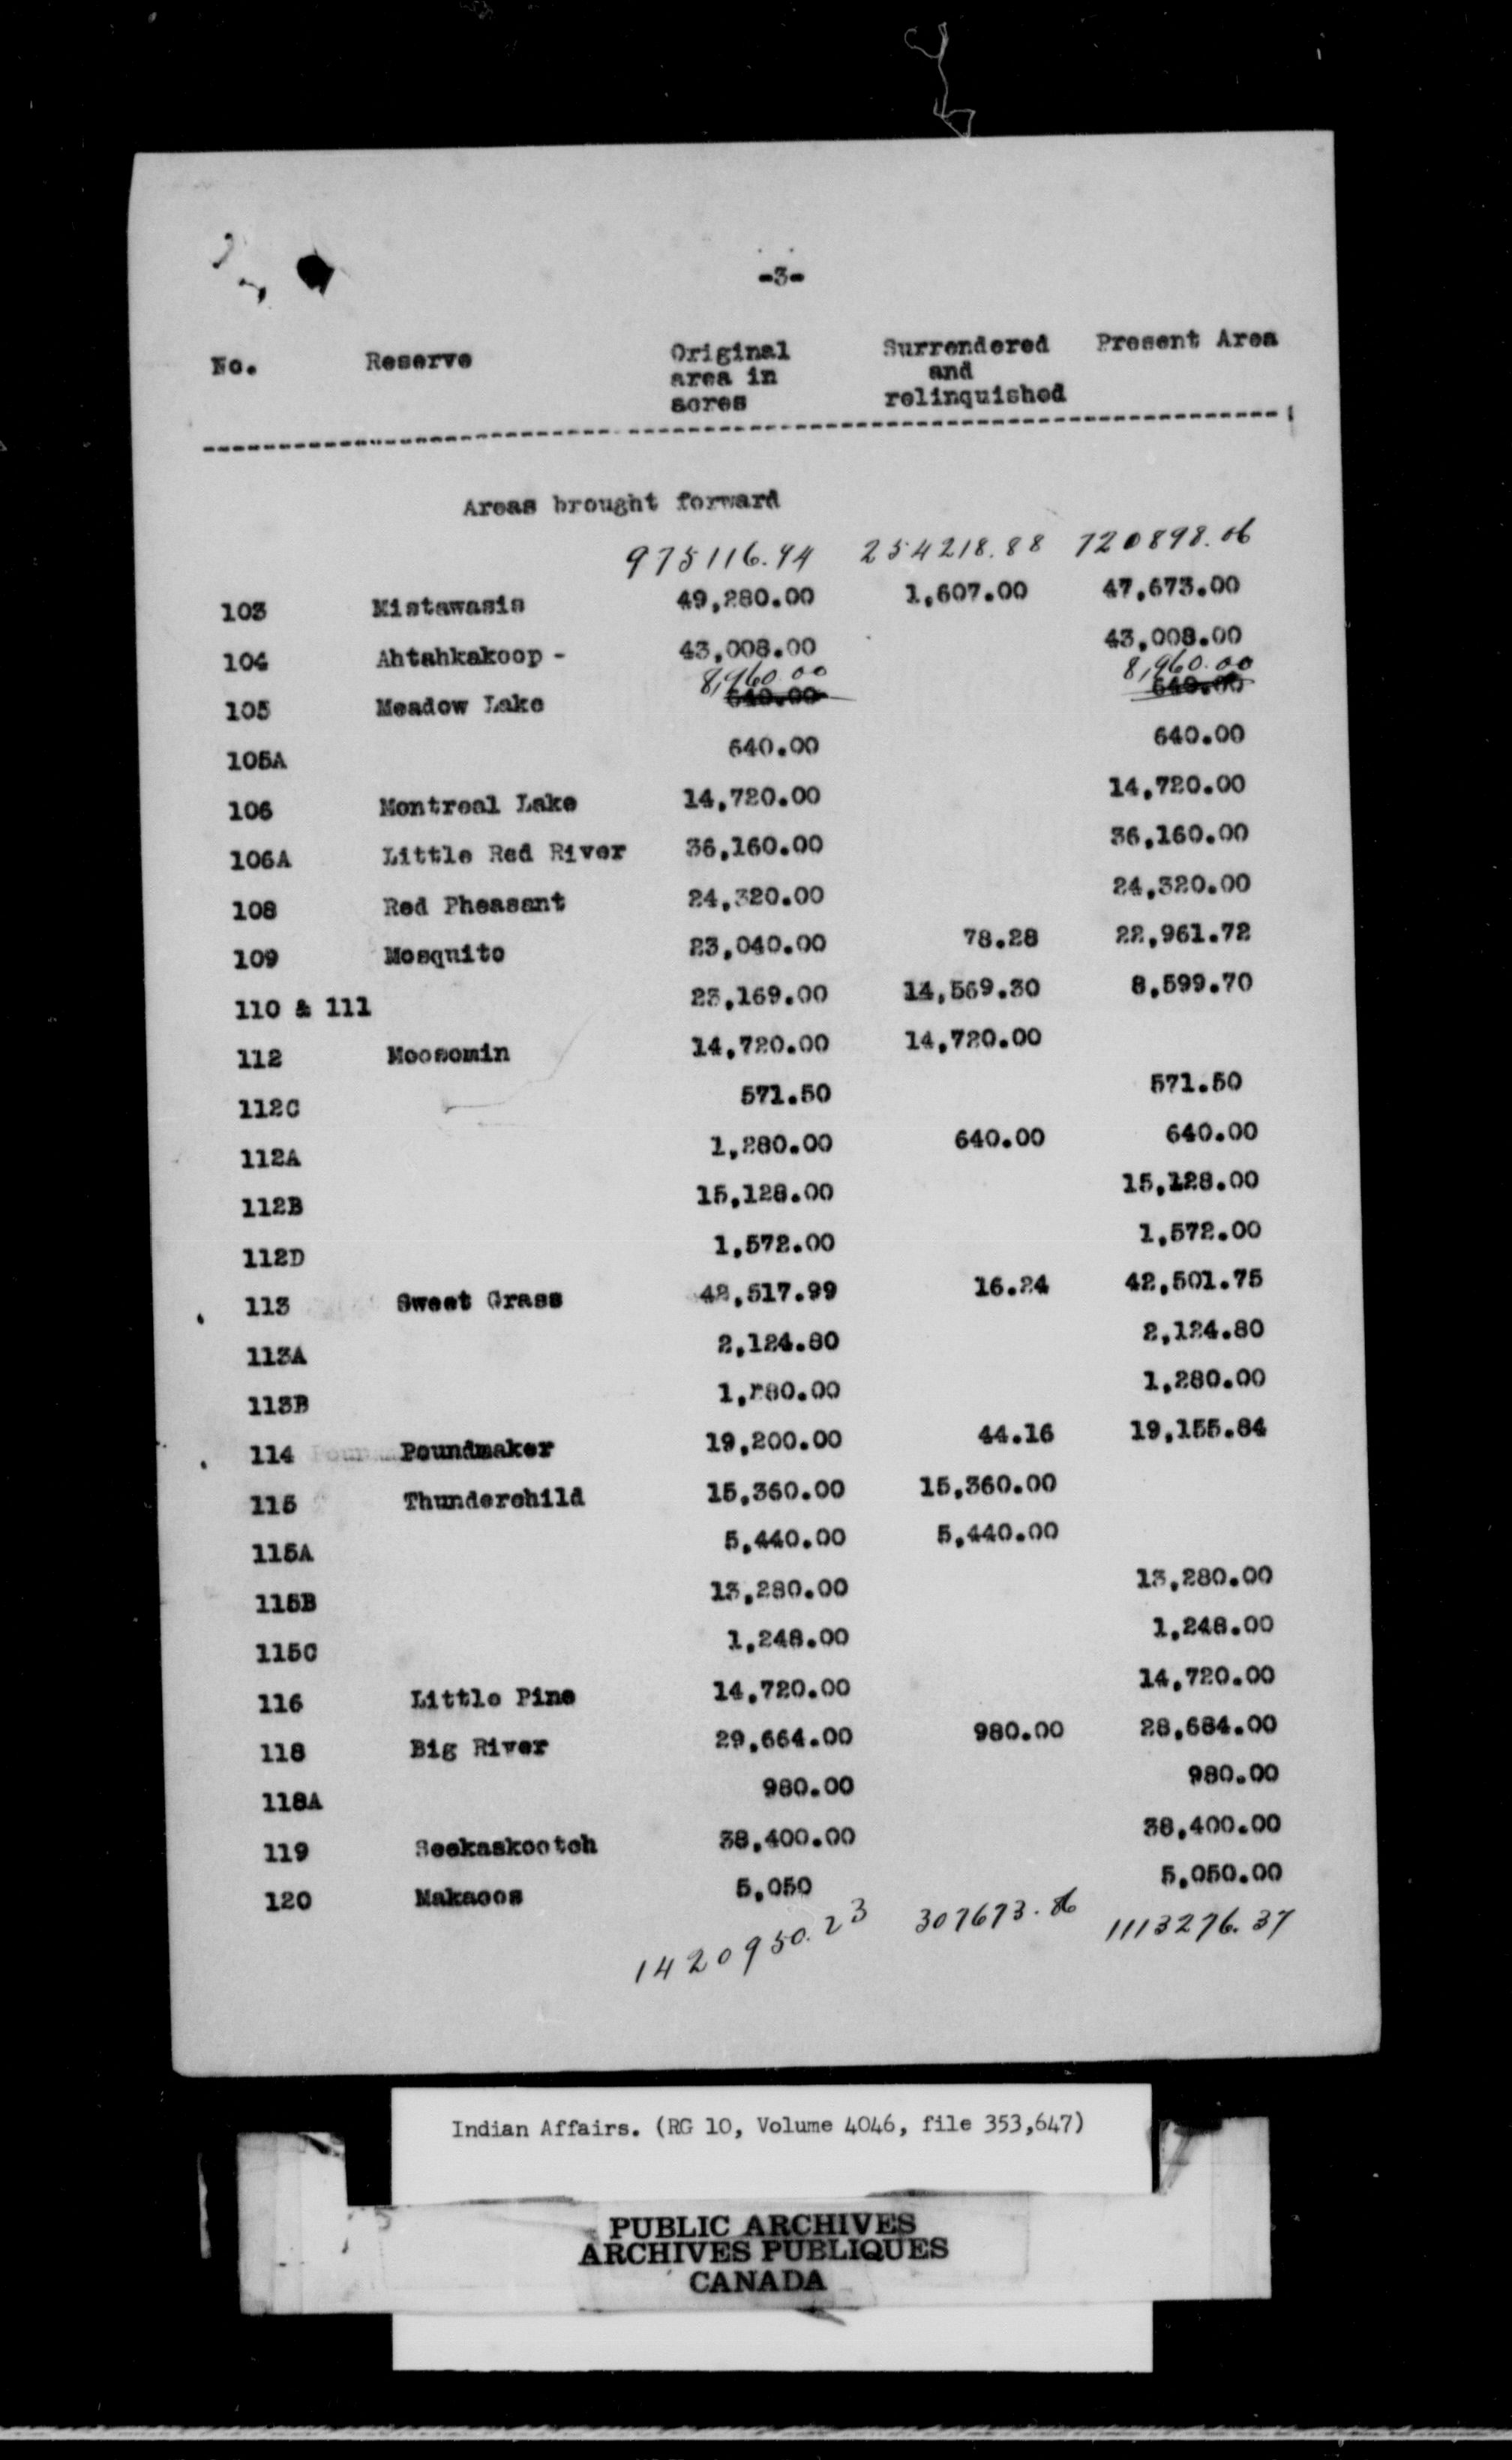 -3-
No. Reserve Original area in acres Surrendered and relinquished Present Area
Areas brought forward
975116.94 254218.88 720898.06
103 Mistawasis 49,280.00 1,607.00 47,673.00
104 Ahtahkakoop - 43,008.00 43,008.00
8,960.00 8,960.00
105 Meadow Lake 640.00 640.00
105A 640.00 640.00
106 Montreal Lake 14,720.00 14,720.00
106A Little Red River 36,160.00 36,160.00
108 Red Pheasant 24,320.00 24,320.00
109 Mosquito 23,040.00 78.28 22,961.72
110 & 111 23,169.00 14,569.30 8,599.70
112 Moosomin 14,720.00 14,720.00
112C 571.50 571.50
112A 1,280.00 640.00 640.00
112B 15,128.00 15,128.00
112D 1,572.00 1,572.00
113 Sweet Grass 42,517.99 16.24 42,501.75
113A 2,124.80 2,124.80
113B 1,280.00 1,280.00
114 Poundmaker 19,200.00 44.16 19,155.84
115 Thunderchild 15,360.00 15,360.00
115A 5,440.00 5,440.00
115B 13,280.00 13,280.00
115C 1,248.00 1,248.00
116 Little Pine 14,720.00 14,720.00
118 Big River 29,664.00 980.00 28,684.00
118A 980.00 980.00
119 Seekaskootch 38,400.00 38,400.00
120 Makaoos 5,050 5,050.00
1420950.23 307673.86 1113276.37
Indian Affairs. (RG 10, Volume 4046, file 353,647)
PUBLIC ARCHIVES
ARCHIVES PUBLIQUES
CANADA